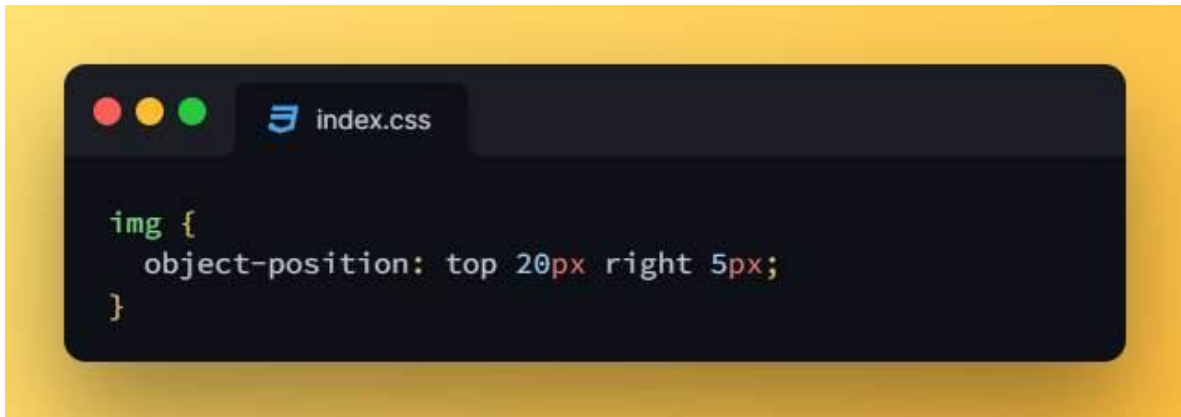 index.css
img {
  object-position: top 20px right 5px;
}